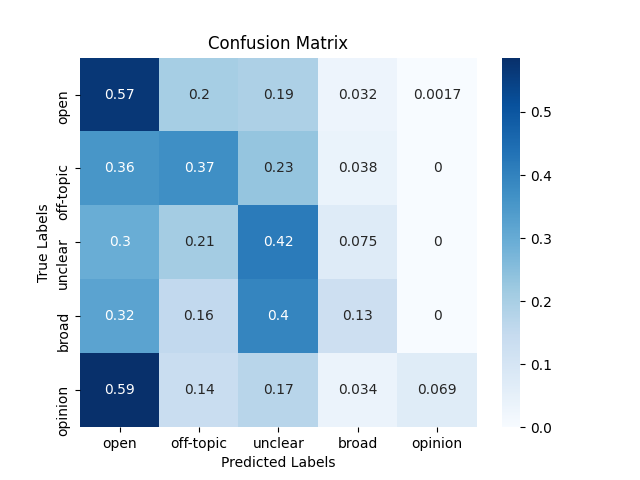 Confusion Matrix
True Labels
open 0.57 0.2 0.19 0.032 0.0017
off-topic 0.36 0.37 0.23 0.038 0
unclear 0.3 0.21 0.42 0.075 0
broad 0.32 0.16 0.4 0.13 0
opinion 0.59 0.14 0.17 0.034 0.069
open off-topic unclear broad opinion
Predicted Labels
0.5
0.4
0.3
0.2
0.1
0.0